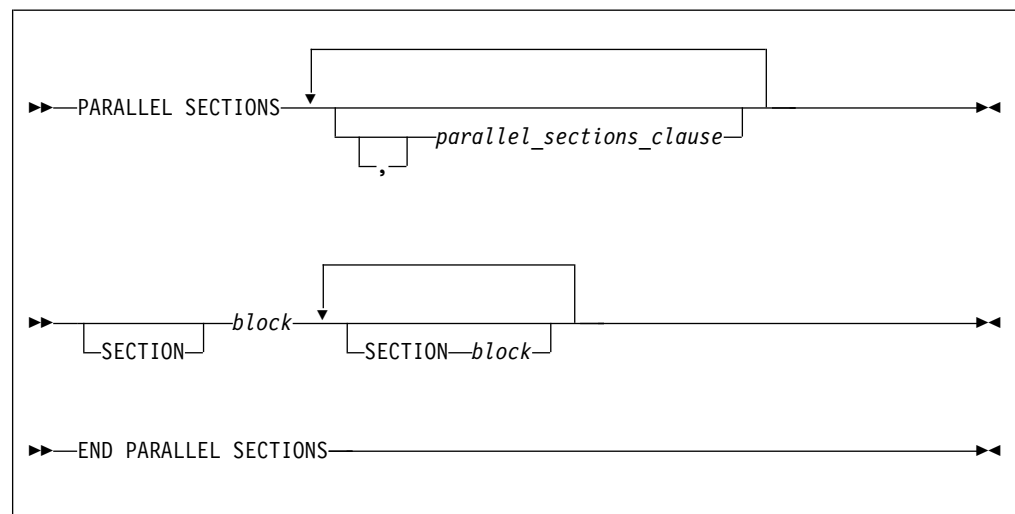 PARALLEL SECTIONS
parallel_sections_clause
,
block
SECTION SECTION block
END PARALLEL SECTIONS